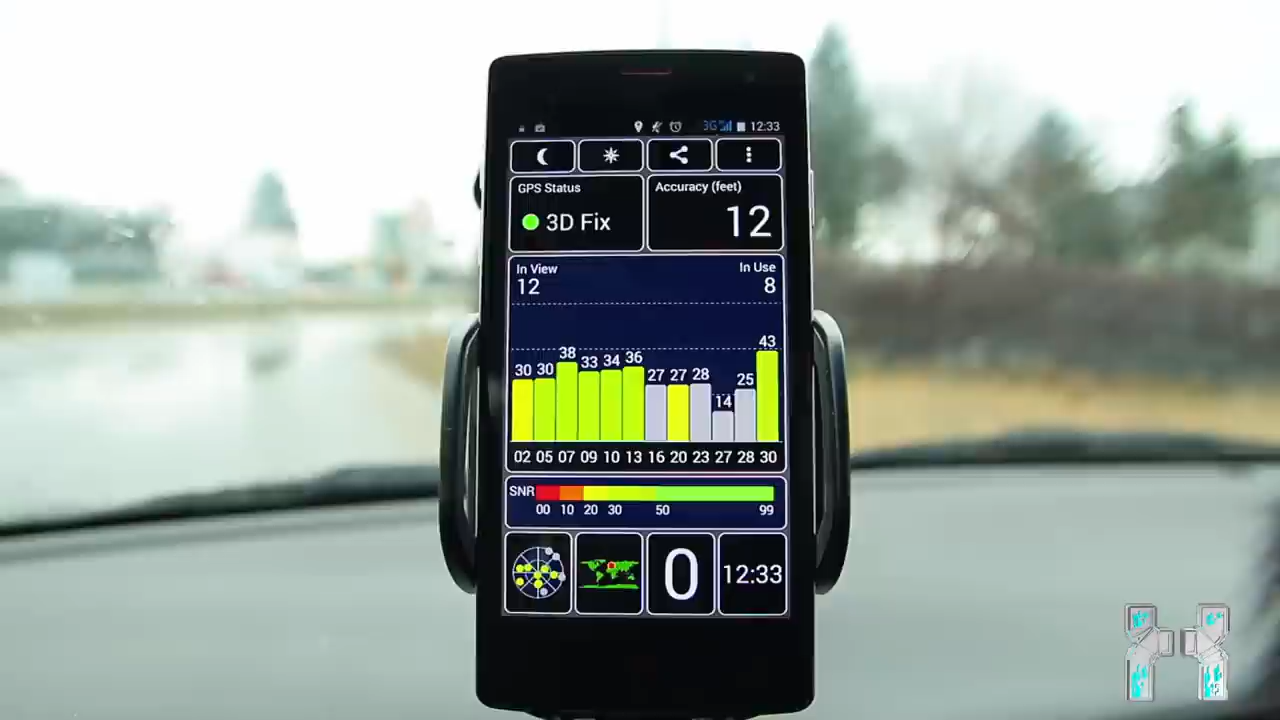 3G 12:33
GPS Status
Accuracy (feet)
3D Fix
12
In View
In Use
12
8
30 30 38 33 34 36 27 27 28 14 25 43
02 05 07 09 10 13 16 20 23 27 28 30
SNR
00 10 20 30 50 99
0
12:33